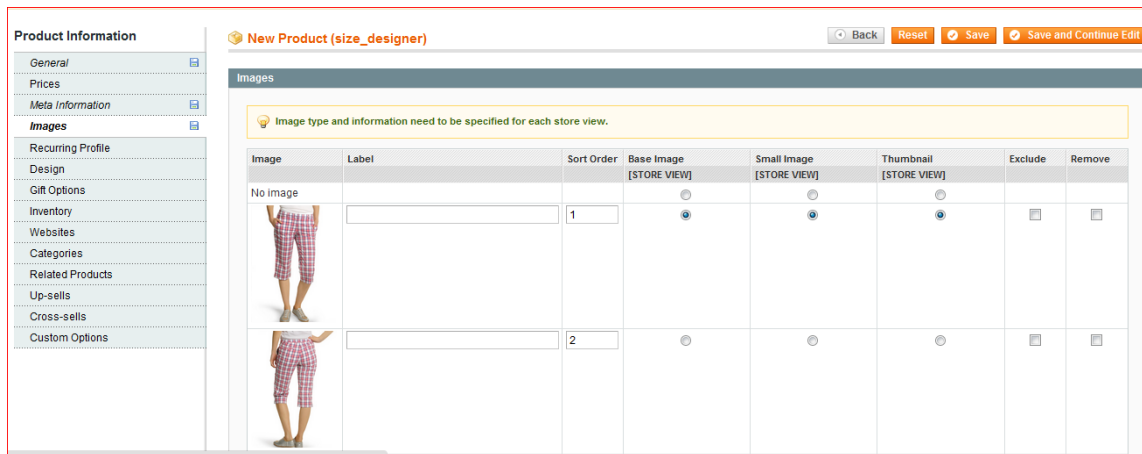 Product Information
General
Prices
Meta Information
Images
Recurring Profile
Design
Gift Options
Inventory
Websites
Categories
Related Products
Up-sells
Cross-sells
Custom Options
New Product (size_designer)
Back Reset Save Save and Continue Edit
Images
Image type and information need to be specified for each store view.
Image Label Sort Order Base Image Small Image Thumbnail Exclude Remove
[STORE VIEW] [STORE VIEW] [STORE VIEW]
No image
1
2